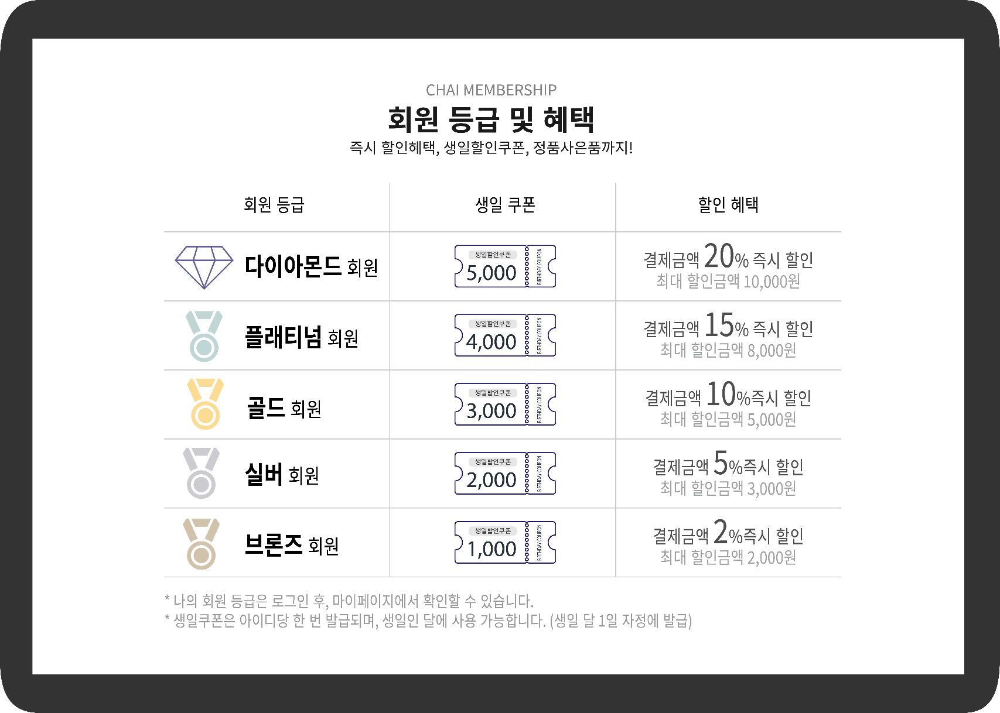 CHAI MEMBERSHIP
회원 등급 및 혜택
즉시 할인혜택, 생일할인쿠폰, 정품사은품까지!
회원 등급
생일 쿠폰
할인 혜택
다이아몬드 회원
생일할인쿠폰
5,000
BIRTHDAY COUPON
결제금액 20% 즉시 할인
최대 할인금액 10,000원
플래티넘 회원
생일할인쿠폰
4,000
BIRTHDAY COUPON
결제금액 15% 즉시 할인
최대 할인금액 8,000원
골드 회원
생일할인쿠폰
3,000
BIRTHDAY COUPON
결제금액 10%즉시 할인
최대 할인금액 5,000원
실버 회원
생일할인쿠폰
2,000
BIRTHDAY COUPON
결제금액 5%즉시 할인
최대 할인금액 3,000원
브론즈 회원
생일할인쿠폰
1,000
BIRTHDAY COUPON
결제금액 2%즉시 할인
최대 할인금액 2,000원
* 나의 회원 등급은 로그인 후, 마이페이지에서 확인할 수 있습니다.
* 생일쿠폰은 아이디당 한 번 발급되며, 생일인 달에 사용 가능합니다. (생일 달 1일 자정에 발급)